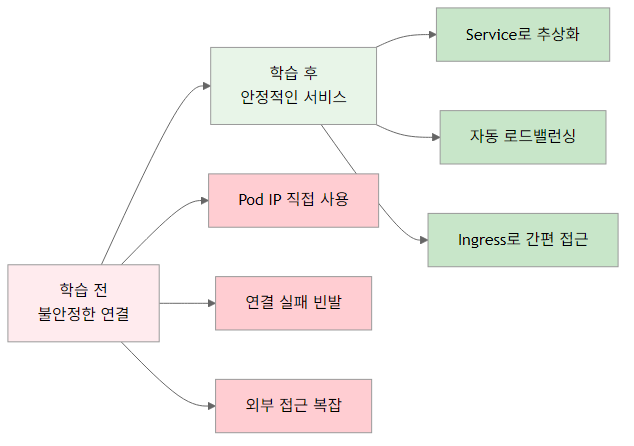 Service로 추상화
학습 후
안정적인 서비스
자동 로드밸런싱
Pod IP 직접 사용
Ingress로 간편 접근
학습 전
불안정한 연결
연결 실패 빈발
외부 접근 복잡